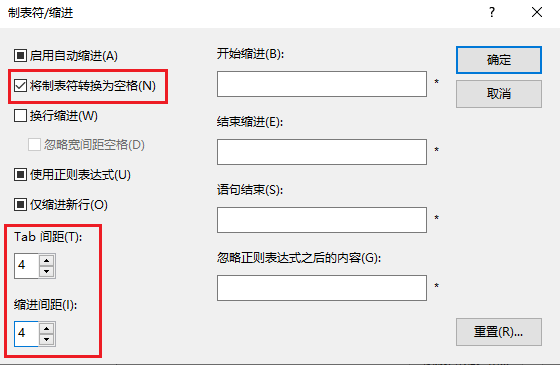 制表符/缩进
启用自动缩进(A)
将制表符转换为空格(N)
换行缩进(W)
忽略宽间距空格(D)
使用正则表达式(U)
仅缩进新行(O)
Tab 间距(T):
4
缩进间距(I):
4
开始缩进(B):
*
结束缩进(E):
*
语句结束(S):
*
忽略正则表达式之后的内容(G):
*
确定
取消
重置(R)...